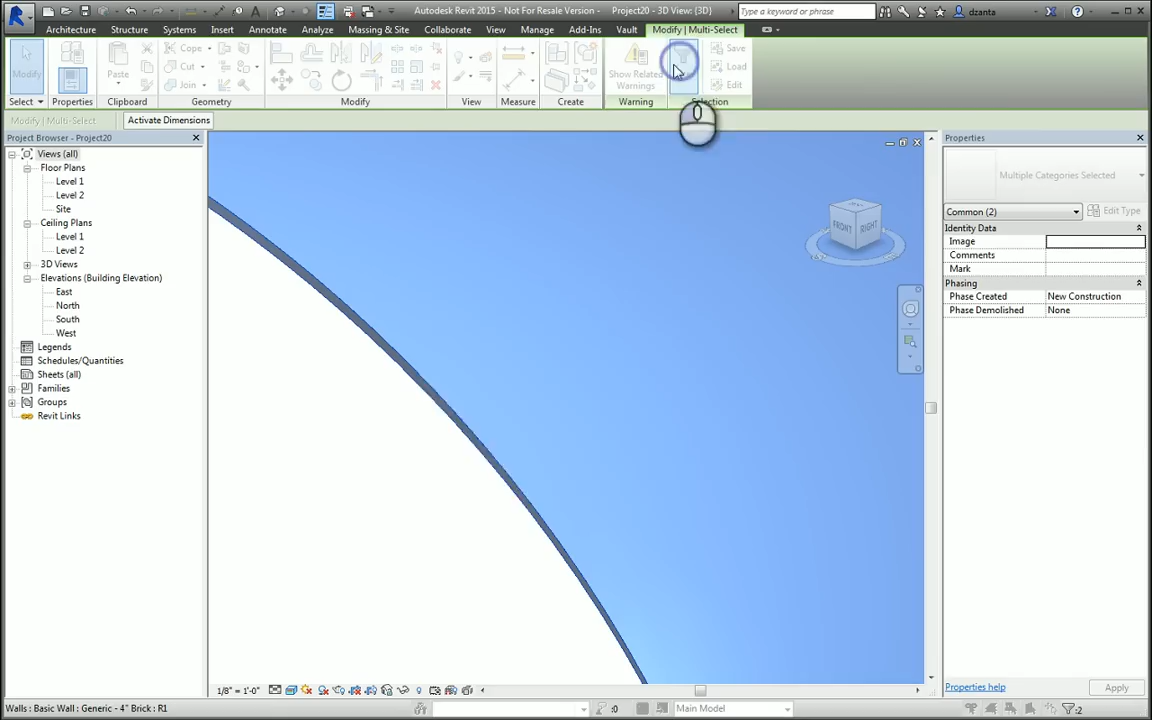 Autodesk Revit 2015 - Not For Resale Version - Project20 - 3D View: {3D}
Type a keyword or phrase
dzanta
Architecture Structure Systems Insert Annotate Analyze Massing & Site Collaborate View Manage Add-Ins Vault Modify | Multi-Select
Modify
Paste
Cope
Cut
Join
Show Related
Warnings
Save
Load
Edit
Select Properties Clipboard Geometry Modify View Measure Create Warning Selection
Modify | Multi-Select Activate Dimensions
Project Browser - Project20
Views (all)
Floor Plans
Level 1
Level 2
Site
Ceiling Plans
Level 1
Level 2
3D Views
Elevations (Building Elevation)
East
North
South
West
Legends
Schedules/Quantities
Sheets (all)
Families
Groups
Revit Links
FRONT RIGHT
Properties
Multiple Categories Selected
Common (2) Edit Type
Identity Data
Image
Comments
Mark
Phasing
Phase Created New Construction
Phase Demolished None
Properties help Apply
1/8" = 1'-0"
Walls : Basic Wall : Generic - 4" Brick : R1
:0
Main Model
:2